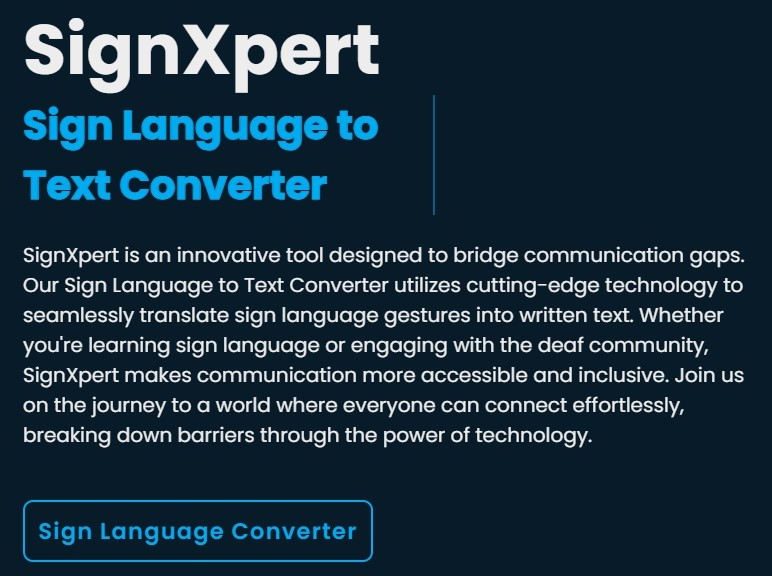 SignXpert
Sign Language to
Text Converter
SignXpert is an innovative tool designed to bridge communication gaps.
Our Sign Language to Text Converter utilizes cutting-edge technology to
seamlessly translate sign language gestures into written text. Whether
you're learning sign language or engaging with the deaf community,
SignXpert makes communication more accessible and inclusive. Join us
on the journey to a world where everyone can connect effortlessly,
breaking down barriers through the power of technology.
Sign Language Converter